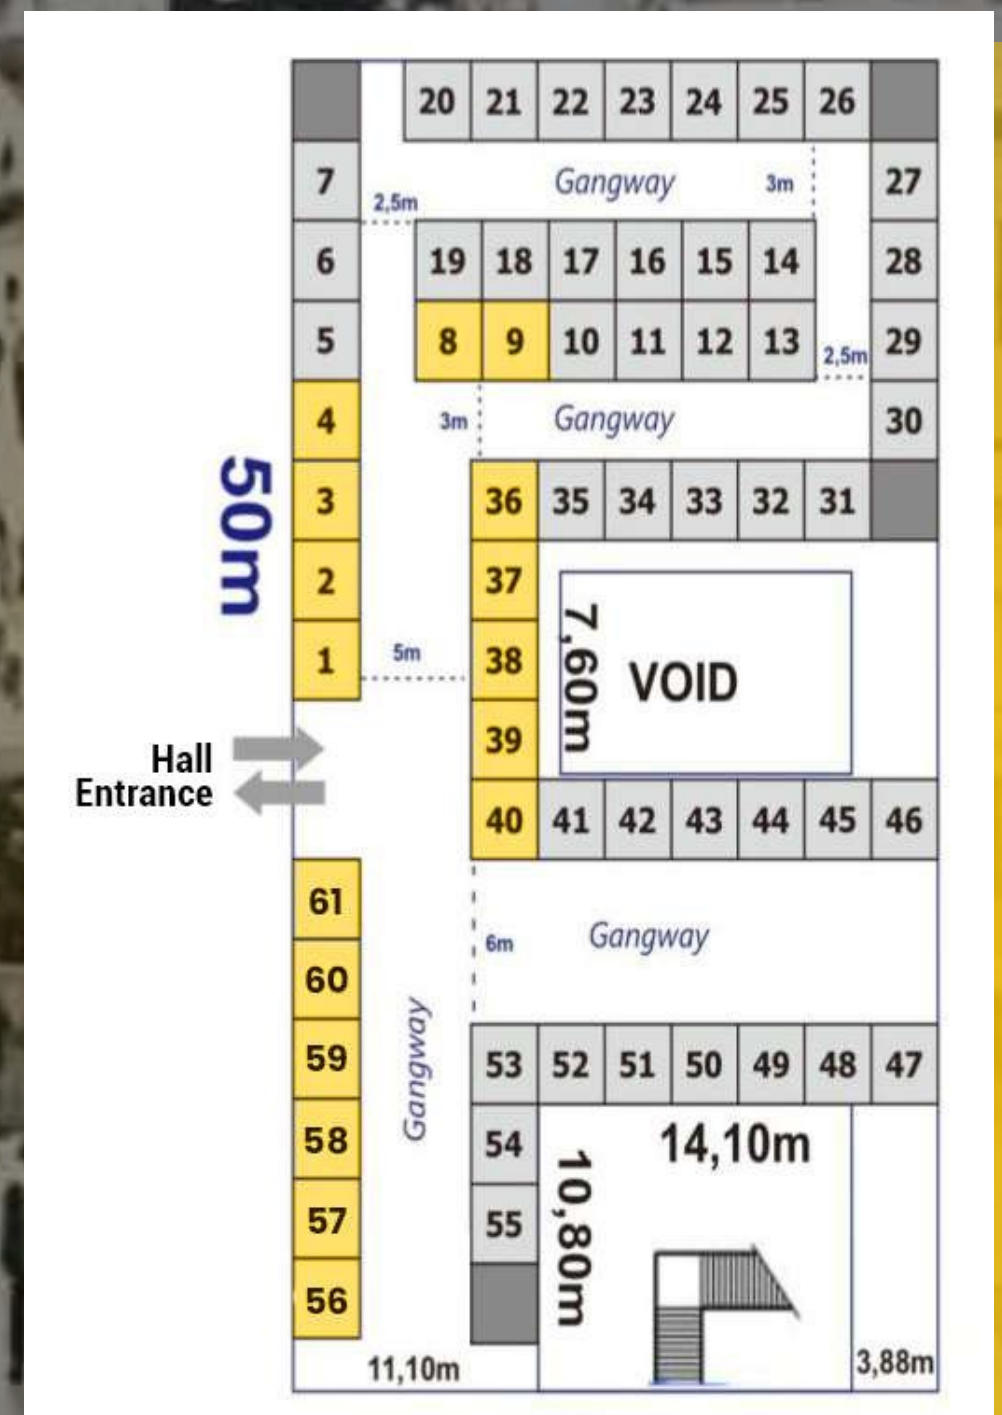 20 21 22 23 24 25 26
7 Gangway 3m 27
2,5m
6 19 18 17 16 15 14 28
5 8 9 10 11 12 13 2,5m 29
4 3m Gangway 30
50m
3 36 35 34 33 32 31
2 37
7,60m
1 5m 38 VOID
Hall
Entrance
39
40 41 42 43 44 45 46
61
6m Gangway
60
Gangway
59 53 52 51 50 49 48 47
58 54 14,10m
57 55 10,80m
56
11,10m 3,88m